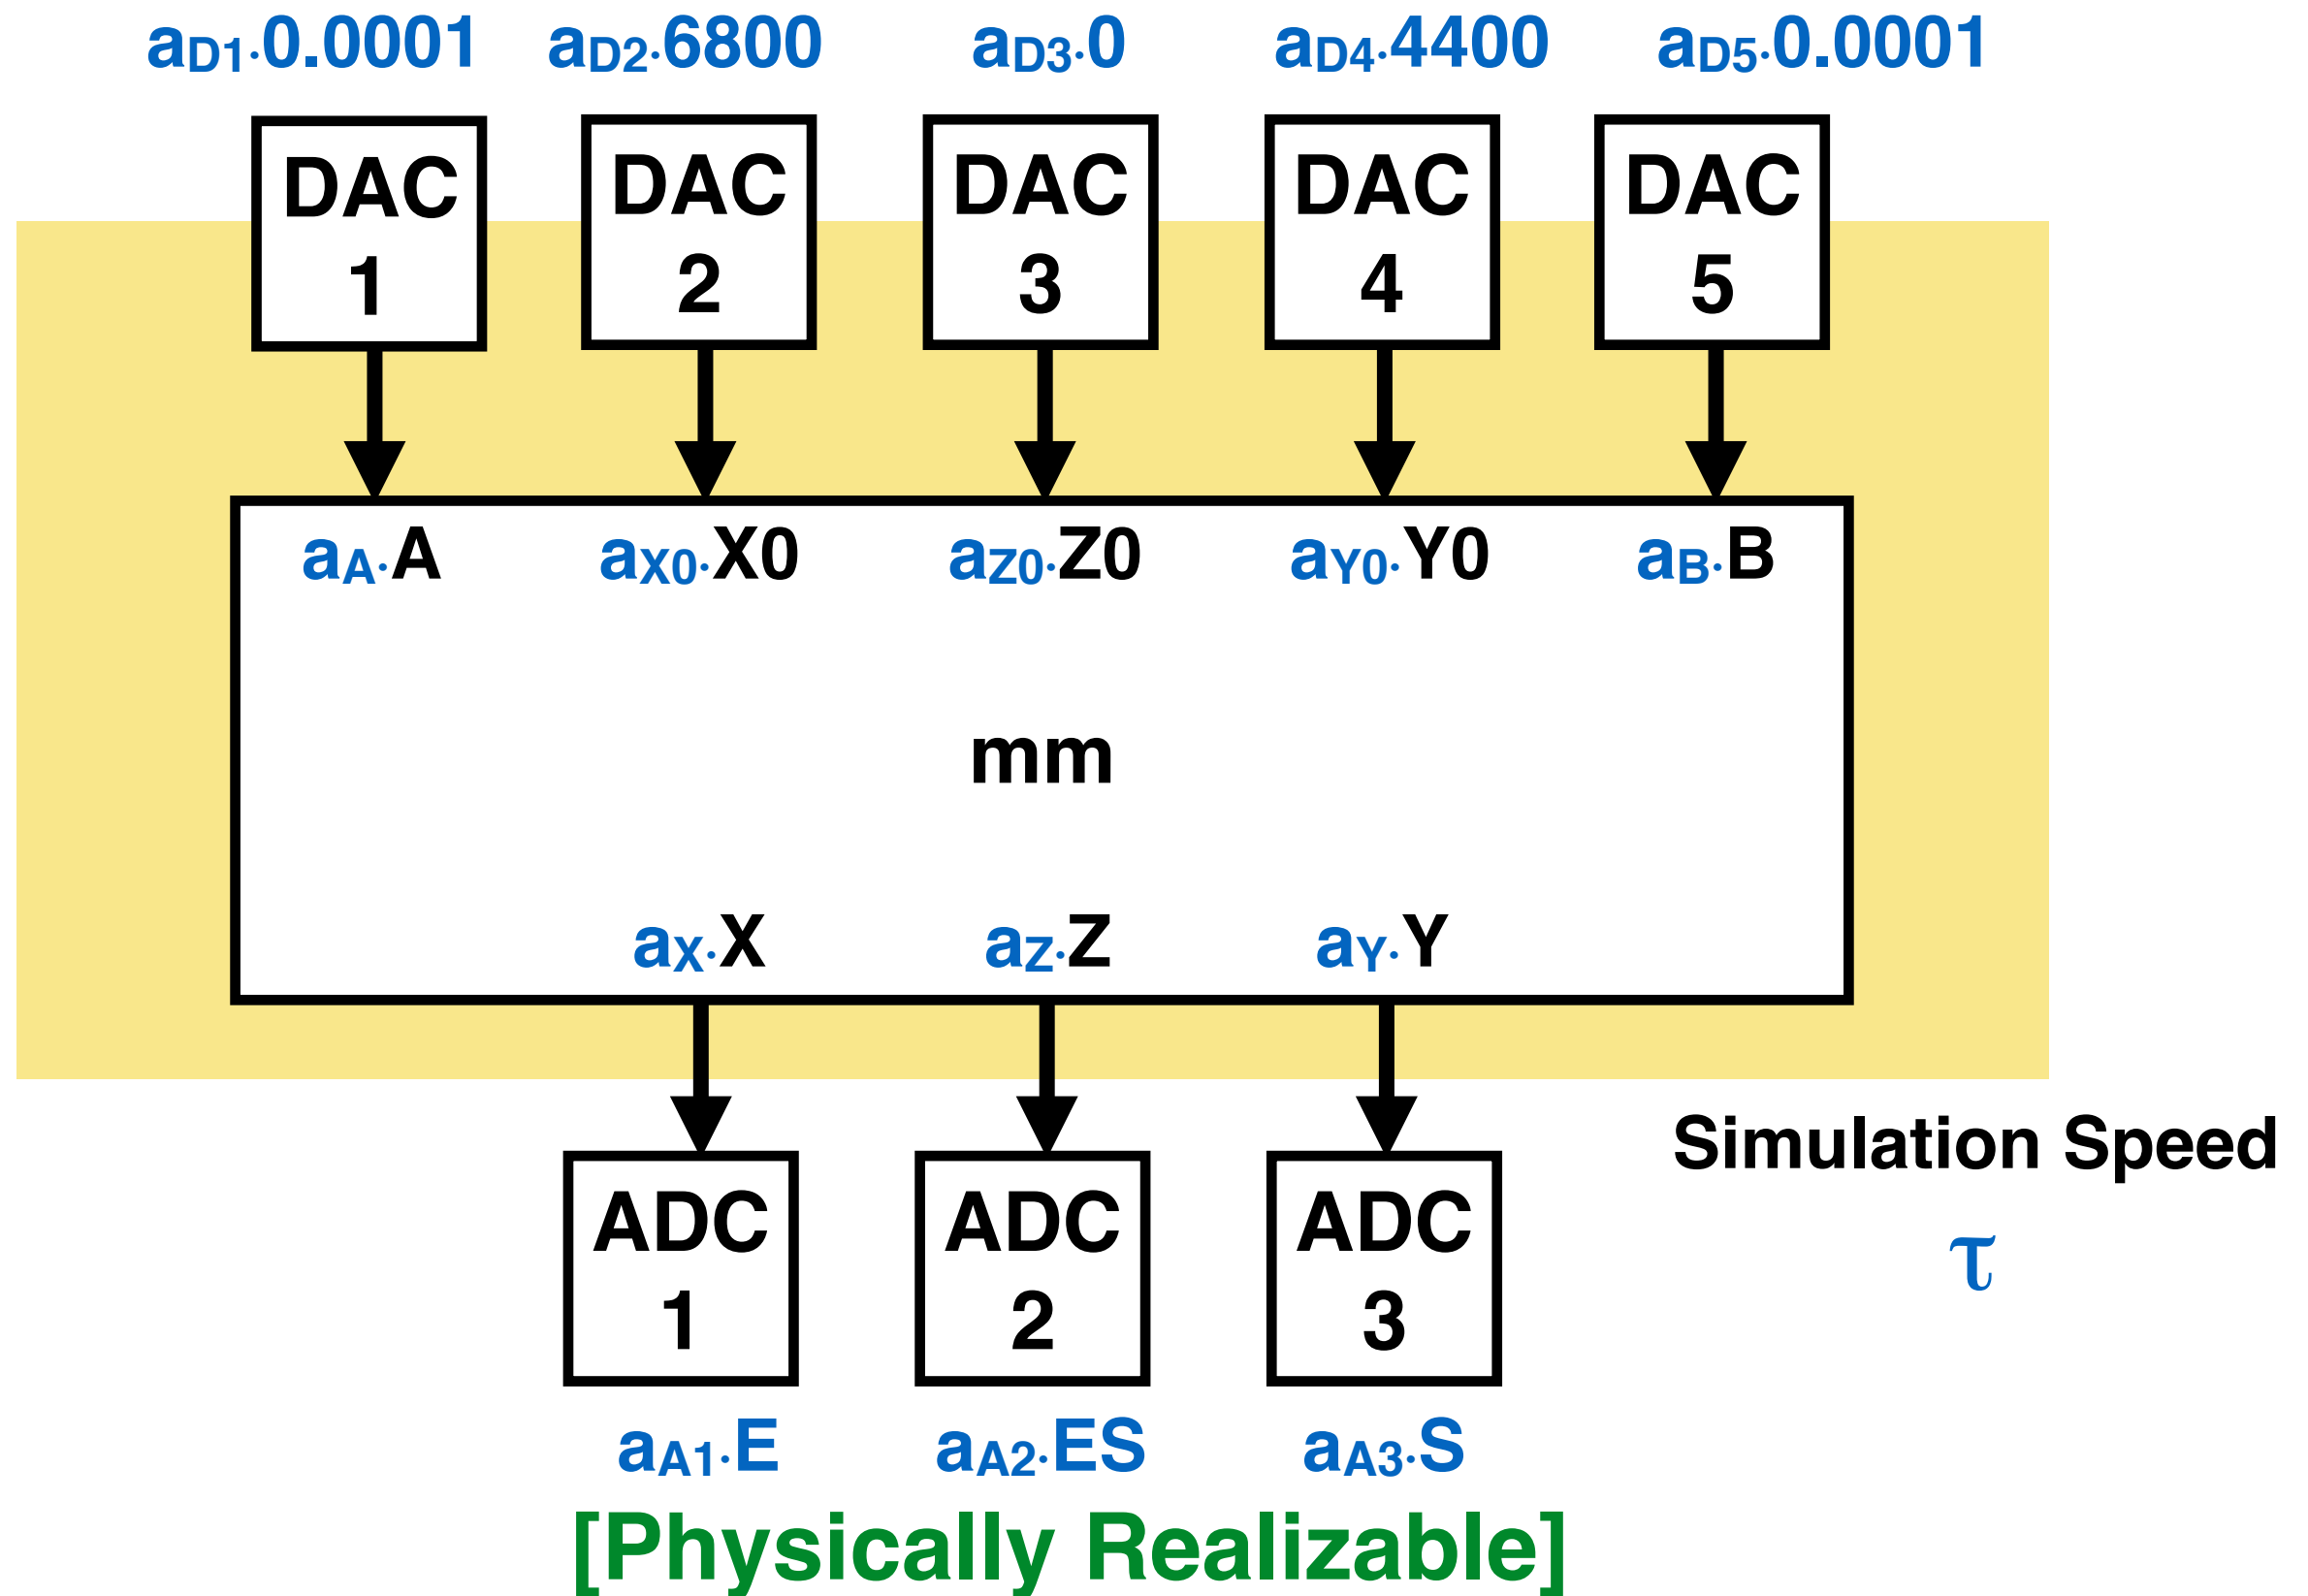 aD1·0.0001 aD2·6800 aD3·0 aD4·4400 aD5·0.0001
DAC DAC DAC DAC DAC
1 2 3 4 5
aA·A aX0·X0 aZ0·Z0 aY0·Y0 aB·B
mm
aX·X aZ·Z aY·Y
Simulation Speed
τ
ADC ADC ADC
1 2 3
aA1·E aA2·ES aA3·S
[Physically Realizable]